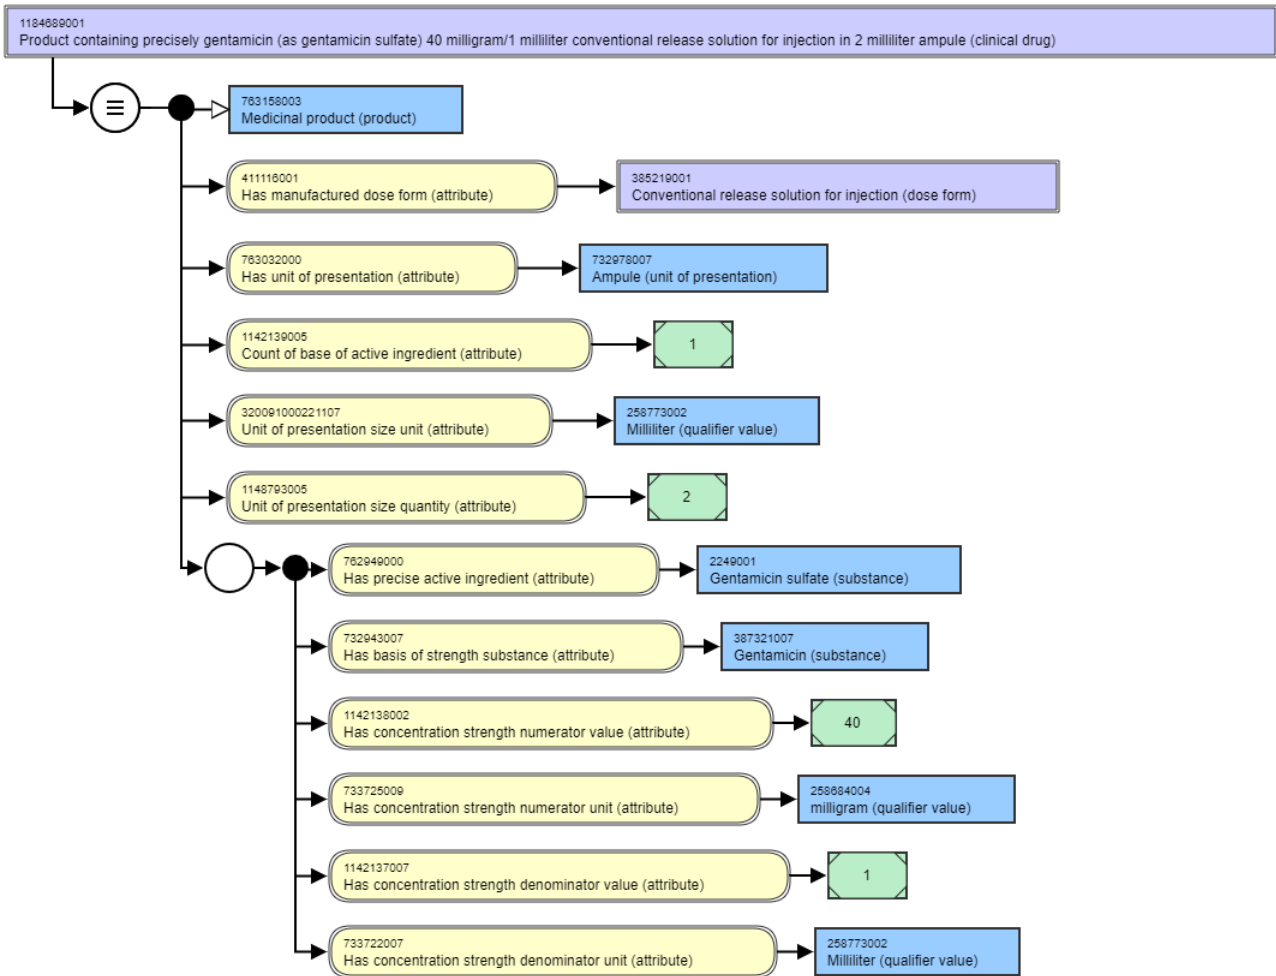 1184689001
Product containing precisely gentamicin (as gentamicin sulfate) 40 milligram/1 milliliter conventional release solution for injection in 2 milliliter ampule (clinical drug)
≡
763158003
Medicinal product (product)
411116001
Has manufactured dose form (attribute)
385219001
Conventional release solution for injection (dose form)
763032000
Has unit of presentation (attribute)
732978007
Ampule (unit of presentation)
1142139005
Count of base of active ingredient (attribute)
1
320091000221107
Unit of presentation size unit (attribute)
258773002
Milliliter (qualifier value)
1148793005
Unit of presentation size quantity (attribute)
2
762949000
Has precise active ingredient (attribute)
2249001
Gentamicin sulfate (substance)
732943007
Has basis of strength substance (attribute)
387321007
Gentamicin (substance)
1142138002
Has concentration strength numerator value (attribute)
40
733725009
Has concentration strength numerator unit (attribute)
258684004
milligram (qualifier value)
1142137007
Has concentration strength denominator value (attribute)
1
733722007
Has concentration strength denominator unit (attribute)
258773002
Milliliter (qualifier value)